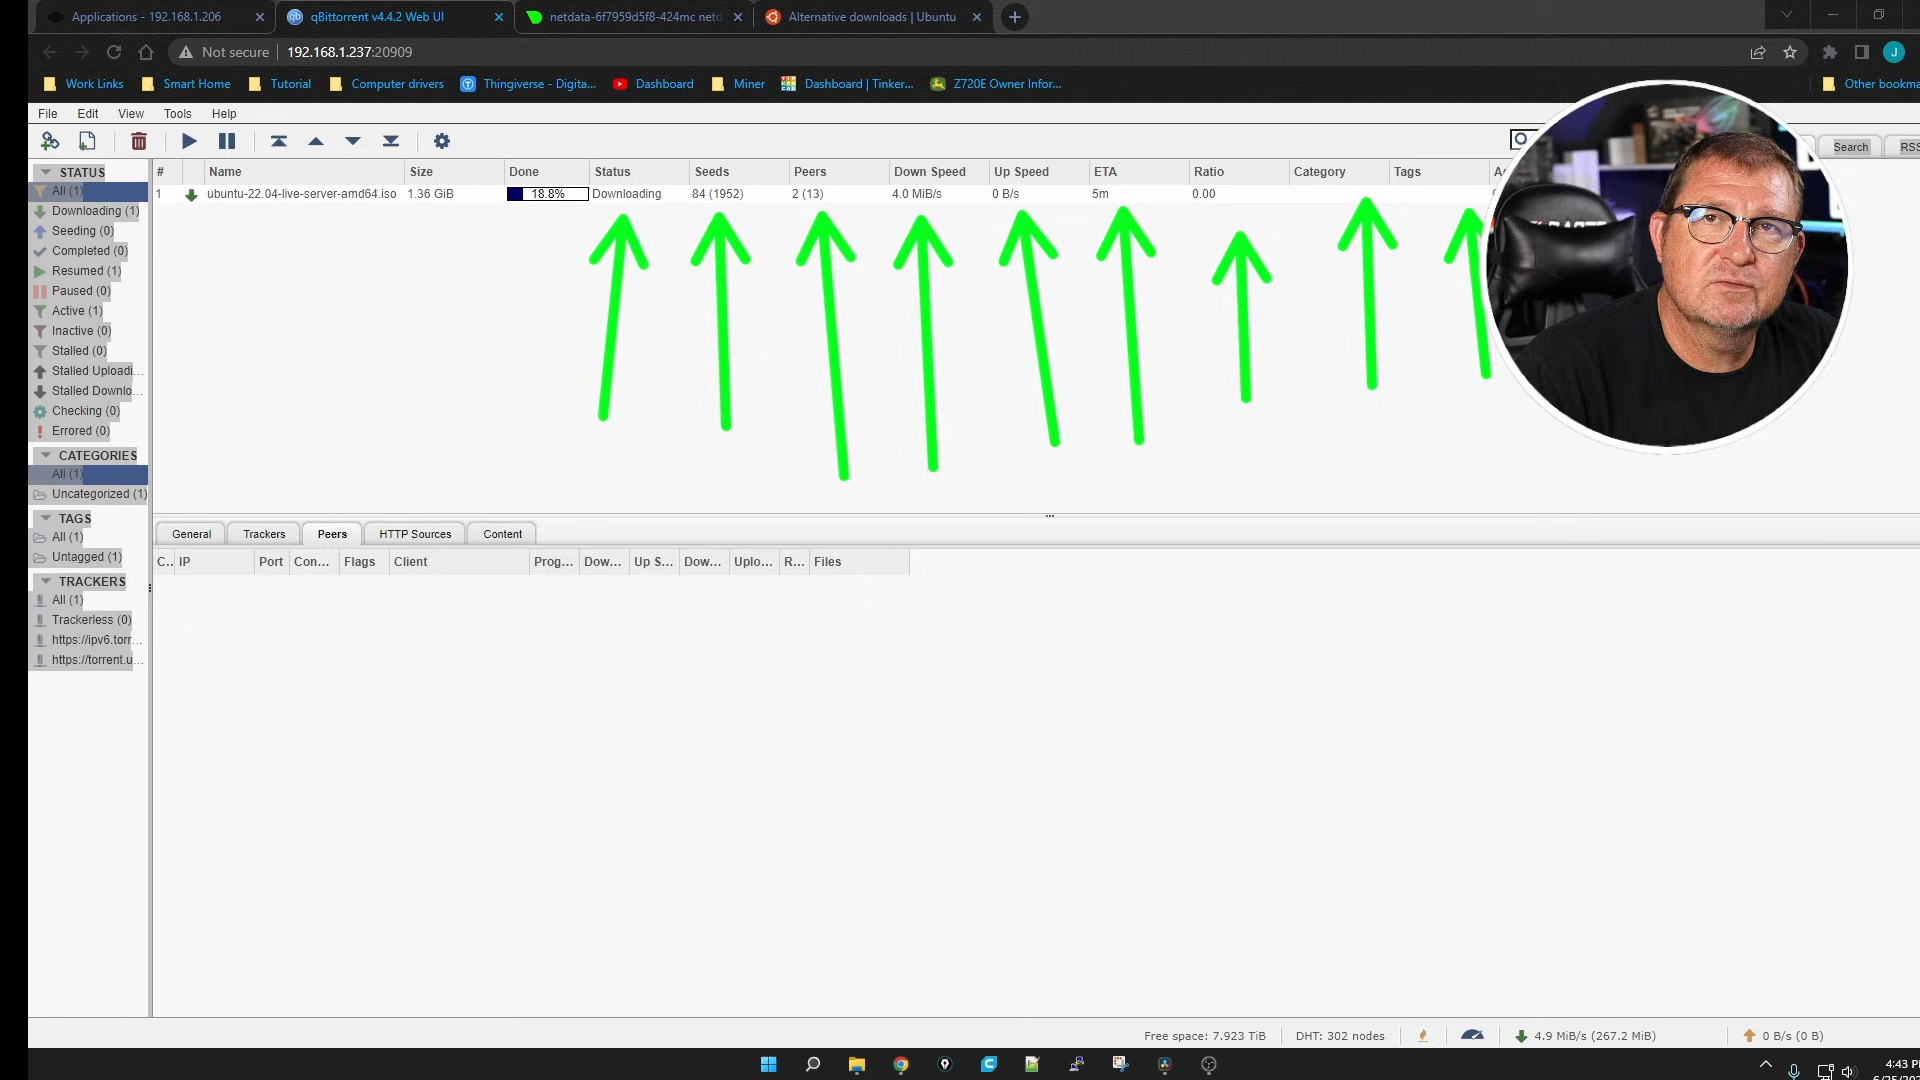 Applications - 192.168.1.206
qBittorrent v4.4.2 Web UI
netdata-6f7959d5f8-424mc netd
Alternative downloads | Ubuntu
Not secure
192.168.1.237:20909
J
Work Links
Smart Home
Tutorial
Computer drivers
Thingiverse - Digita...
Dashboard
Miner
Dashboard | Tinker...
Z720E Owner Infor...
Other bookma
File Edit View Tools Help
Search
RSS
# Name Size Done Status Seeds Peers Down Speed Up Speed ETA Ratio Category Tags
1 ubuntu-22.04-live-server-amd64.iso 1.36 GiB 18.8% Downloading 84 (1952) 2 (13) 4.0 MiB/s 0 B/s 5m 0.00
STATUS
All (1)
Downloading (1)
Seeding (0)
Completed (0)
Resumed (1)
Paused (0)
Active (1)
Inactive (0)
Stalled (0)
Stalled Uploadi...
Stalled Downlo...
Checking (0)
Errored (0)
CATEGORIES
All (1)
Uncategorized (1)
TAGS
All (1)
Untagged (1)
TRACKERS
All (1)
Trackerless (0)
https://ipv6.torr...
https://torrent.u...
General Trackers Peers HTTP Sources Content
C... IP Port Con... Flags Client Prog... Dow... Up S... Dow... Uplo... R... Files
Free space: 7.923 TiB
DHT: 302 nodes
4.9 MiB/s (267.2 MiB)
0 B/s (0 B)
4:43 P